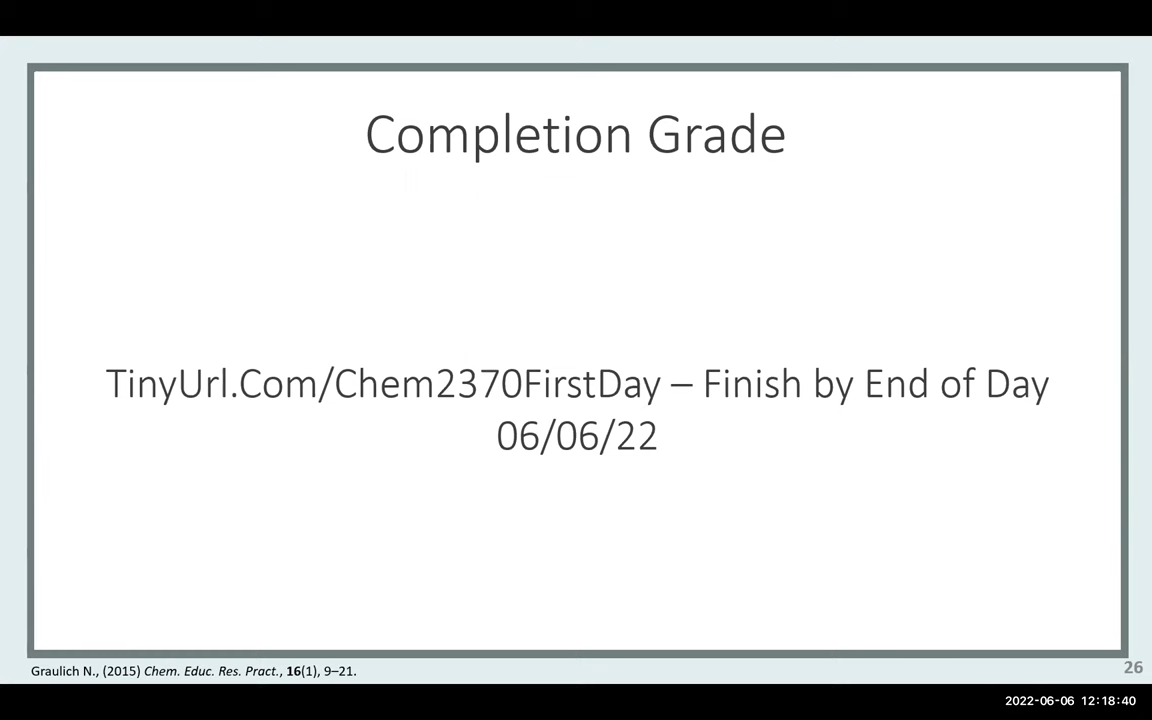 Completion Grade
TinyUrl.Com/Chem2370FirstDay – Finish by End of Day
06/06/22
Graulich N., (2015) Chem. Educ. Res. Pract., 16(1), 9–21.
26
2022-06-06 12:18:40